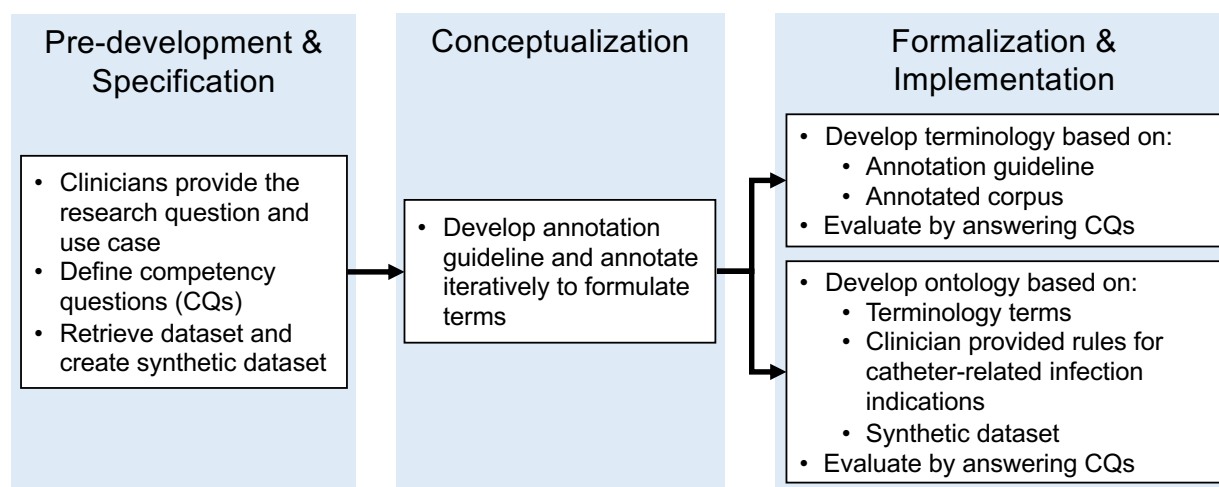 Pre-development &
Specification
• Clinicians provide the
research question and
use case
• Define competency
questions (CQs)
• Retrieve dataset and
create synthetic dataset
Conceptualization
• Develop annotation
guideline and annotate
iteratively to formulate
terms
Formalization &
Implementation
• Develop terminology based on:
• Annotation guideline
• Annotated corpus
• Evaluate by answering CQs
• Develop ontology based on:
• Terminology terms
• Clinician provided rules for
catheter-related infection
indications
• Synthetic dataset
• Evaluate by answering CQs